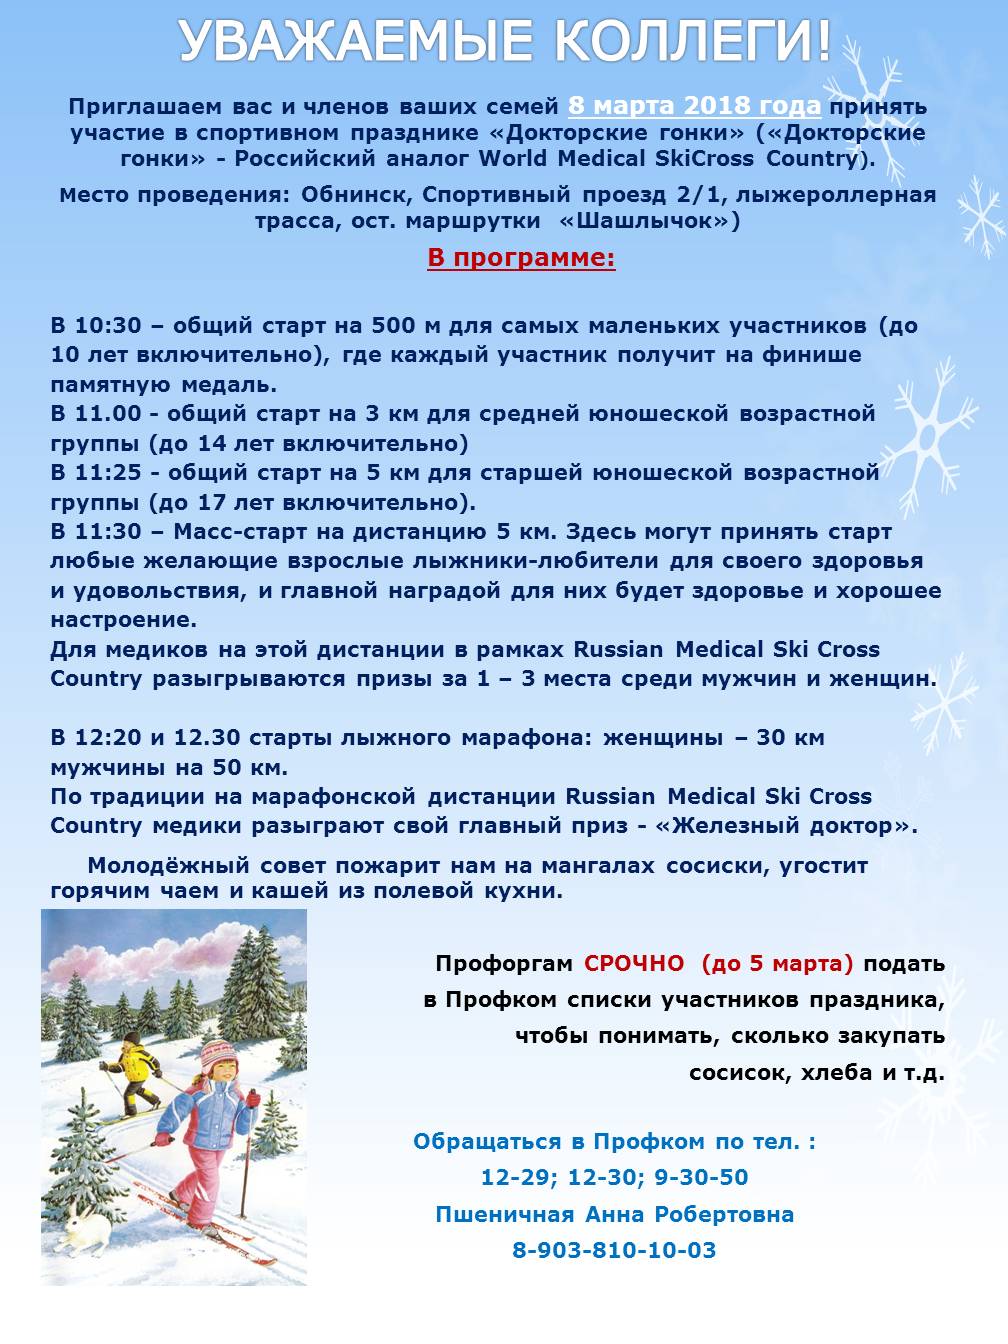 УВАЖАЕМЫЕ КОЛЛЕГИ!
Приглашаем вас и членов ваших семей 8 марта 2018 года принять
участие в спортивном празднике «Докторские гонки» («Докторские
гонки» - Российский аналог World Medical SkiCross Country).
Место проведения: Обнинск, Спортивный проезд 2/1, лыжероллерная
трасса, ост. маршрутки «Шашлычок»)
В программе:
В 10:30 – общий старт на 500 м для самых маленьких участников (до
10 лет включительно), где каждый участник получит на финише
памятную медаль.
В 11.00 - общий старт на 3 км для средней юношеской возрастной
группы (до 14 лет включительно)
В 11:25 - общий старт на 5 км для старшей юношеской возрастной
группы (до 17 лет включительно).
В 11:30 – Масс-старт на дистанцию 5 км. Здесь могут принять старт
любые желающие взрослые лыжники-любители для своего здоровья
и удовольствия, и главной наградой для них будет здоровье и хорошее
настроение.
Для медиков на этой дистанции в рамках Russian Medical Ski Cross
Country разыгрываются призы за 1 – 3 места среди мужчин и женщин.
В 12:20 и 12.30 старты лыжного марафона: женщины – 30 км
мужчины на 50 км.
По традиции на марафонской дистанции Russian Medical Ski Cross
Country медики разыграют свой главный приз - «Железный доктор».
Молодёжный совет пожарит нам на мангалах сосиски, угостит
горячим чаем и кашей из полевой кухни.
Профоргам СРОЧНО (до 5 марта) подать
в Профком списки участников праздника,
чтобы понимать, сколько закупать
сосисок, хлеба и т.д.
Обращаться в Профком по тел. :
12-29; 12-30; 9-30-50
Пшеничная Анна Робертовна
8-903-810-10-03